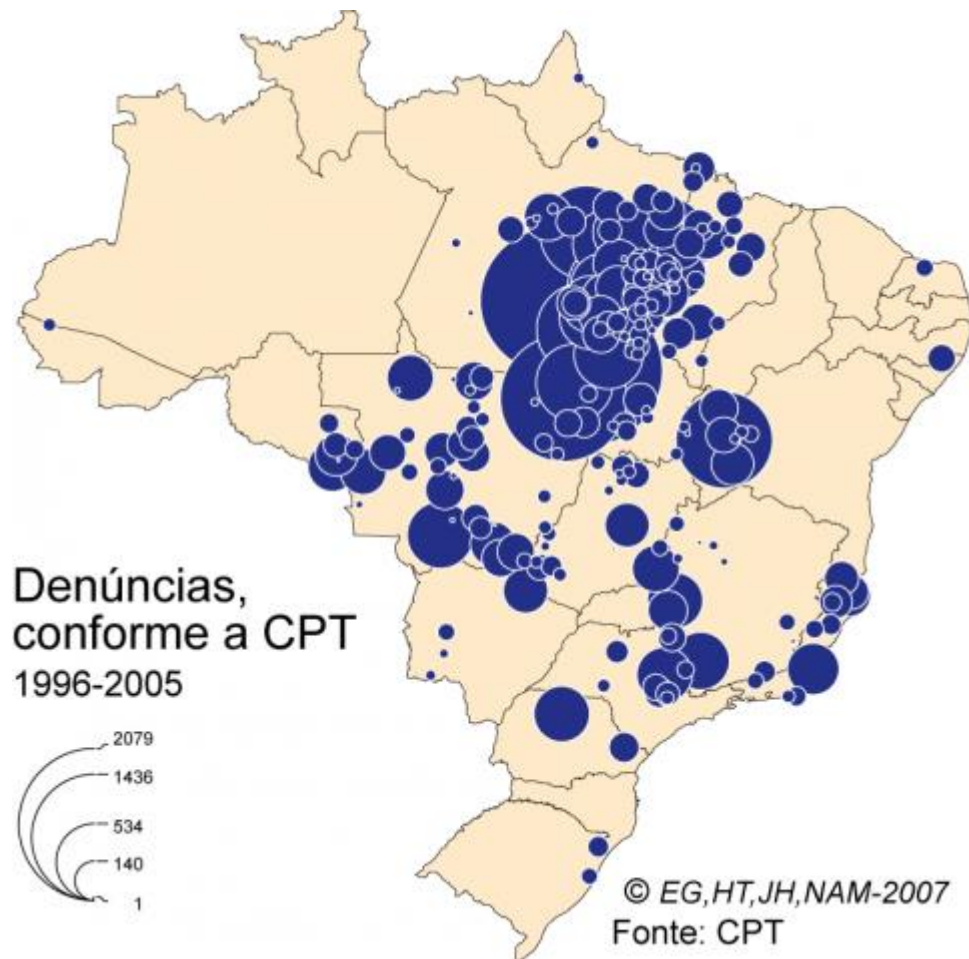 Denúncias,
conforme a CPT
1996-2005
2079
1436
534
140
1
© EG,HT,JH,NAM-2007
Fonte: CPT